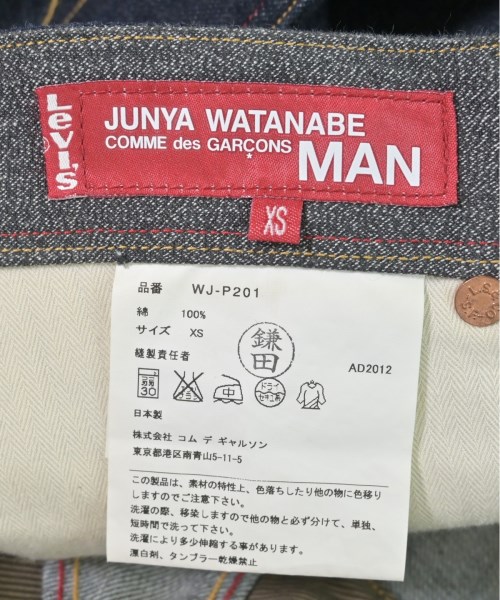 Levi's
®
JUNYA WATANABE
COMME des GARÇONS
*
MAN
XS
品番 WJ-P201
綿 100%
サイズ XS
縫製責任者
鎌田
AD2012
30
中
ドライ
セキユ系
日本製
株式会社 コム デ ギャルソン
東京都港区南青山5-11-5
この製品は、素材の特性上、色落ちしたり他の物に色移り
しますのでご注意下さい。
洗濯の際、移染しますので他の物と必ず分けて、単独、
短時間で洗って下さい。
洗濯により多少伸縮する事があります。
漂白剤、タンブラー乾燥禁止